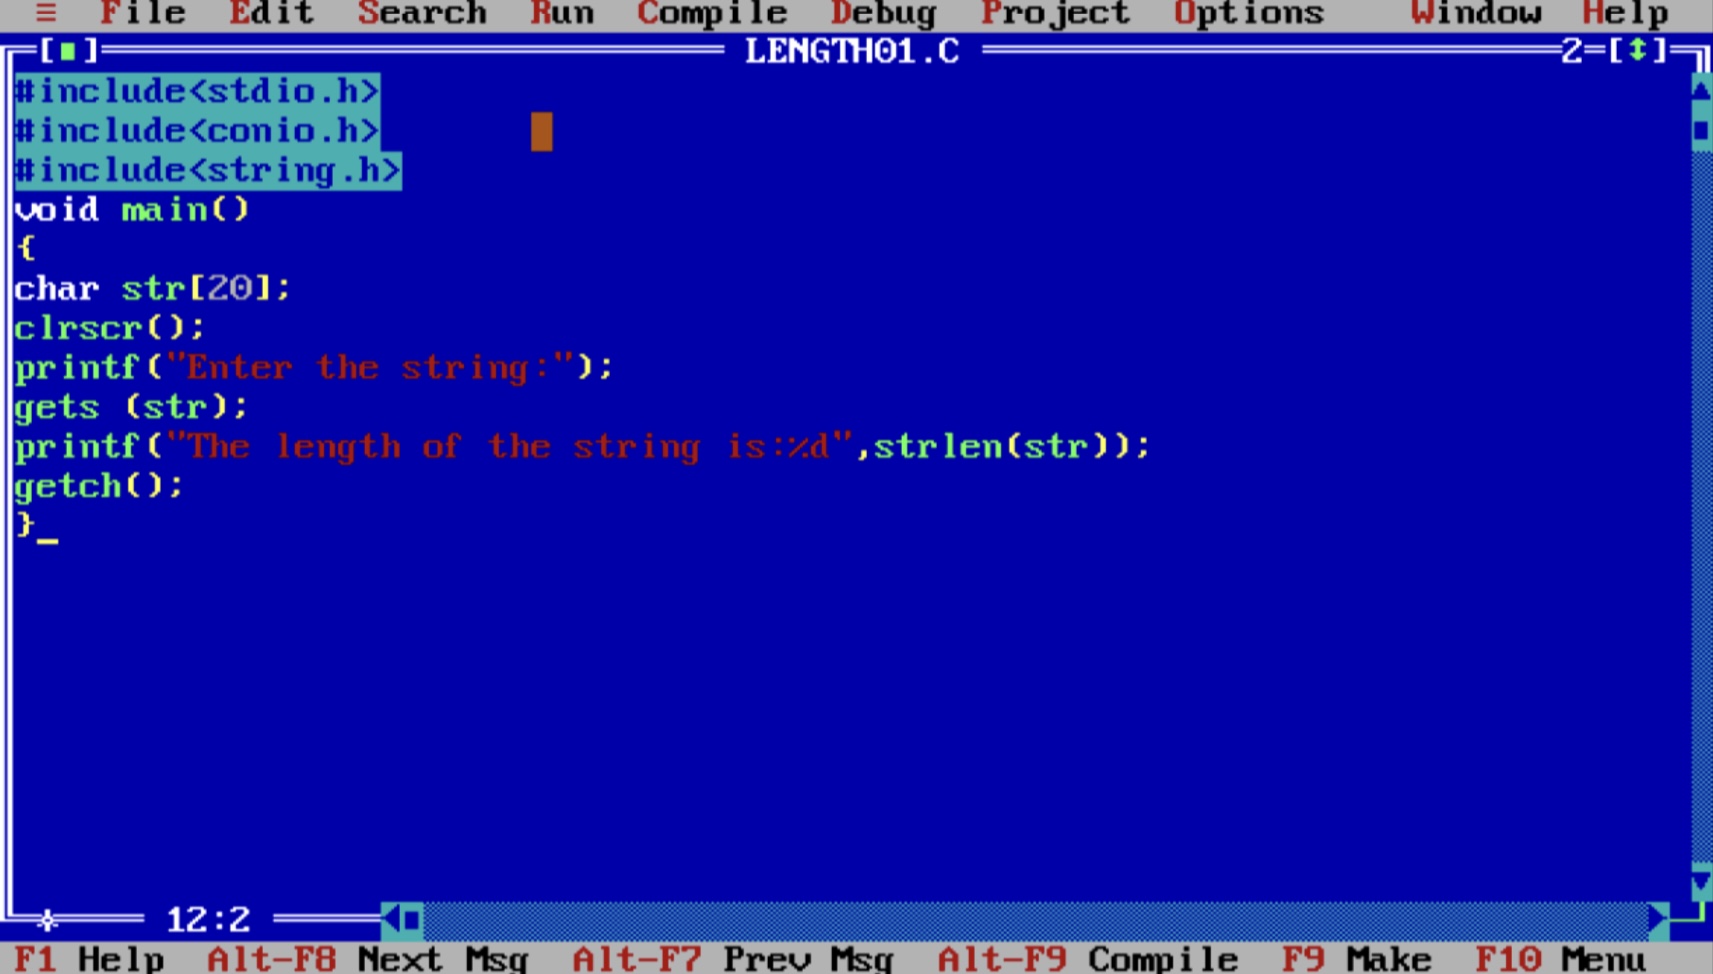 ≡ File Edit Search Run Compile Debug Project Options Window Help
[■] LENGTH01.C 2=[↕]
#include<stdio.h>
#include<conio.h>
#include<string.h>
void main()
{
char str[20];
clrscr();
printf("Enter the string:");
gets (str);
printf("The length of the string is:%d",strlen(str));
getch();
}_
12:2
F1 Help Alt-F8 Next Msg Alt-F7 Prev Msg Alt-F9 Compile F9 Make F10 Menu